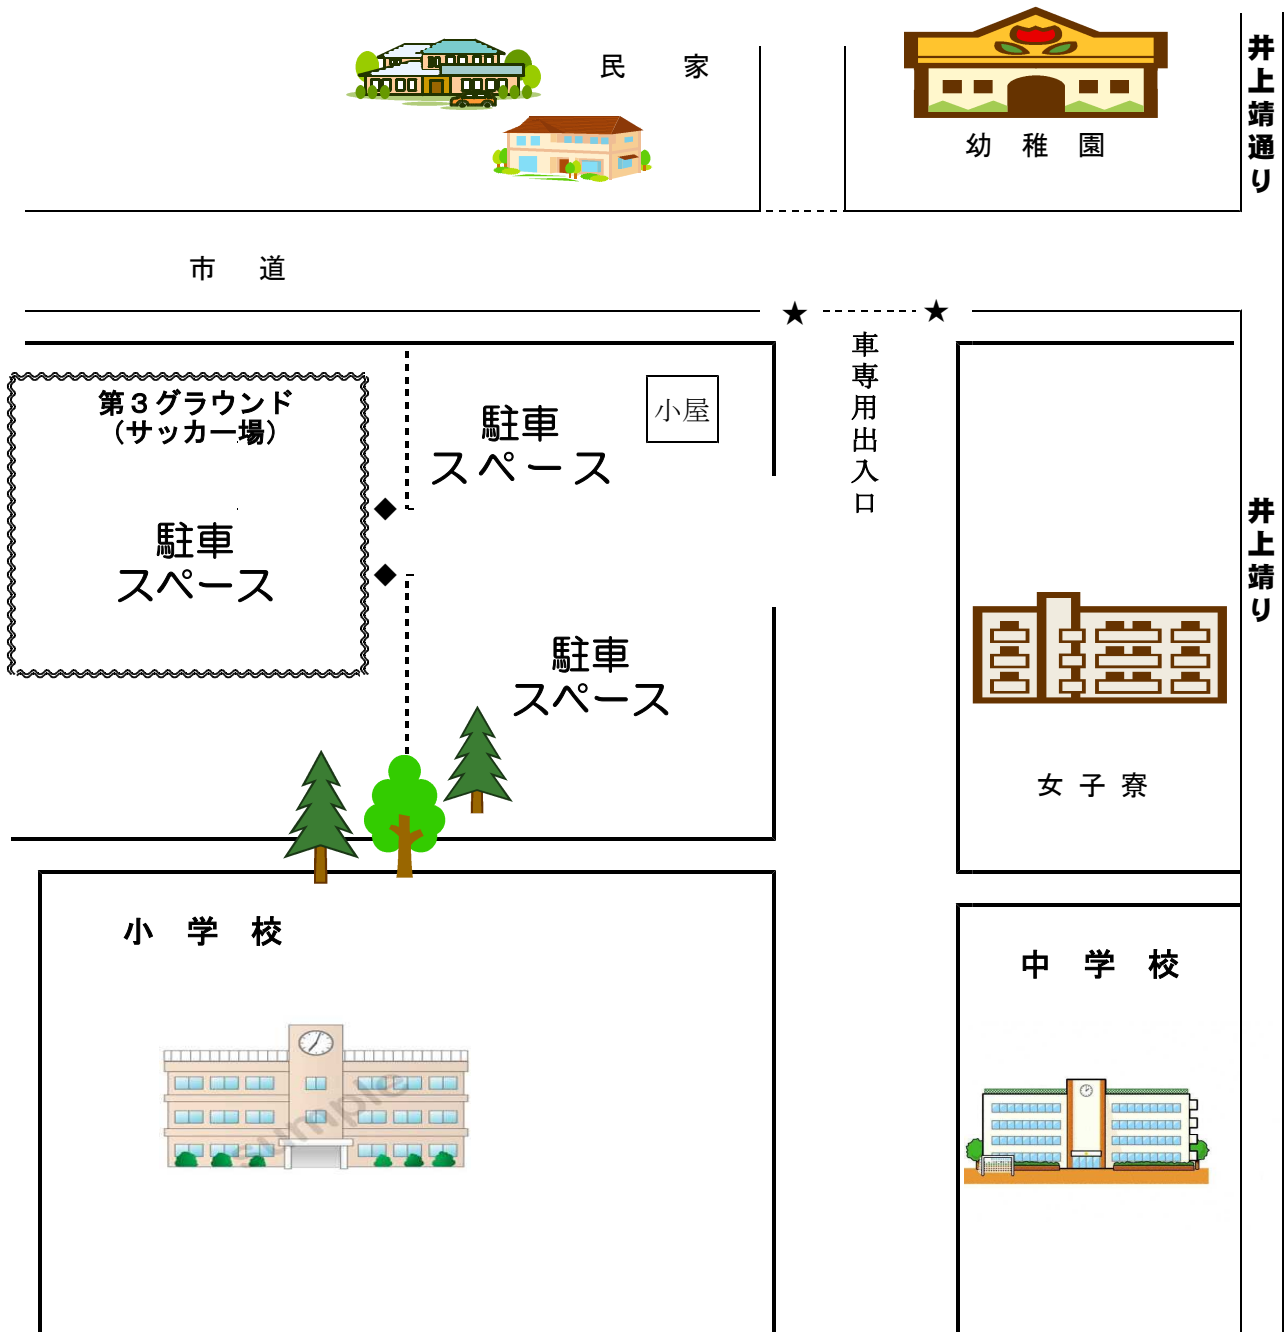 民家
幼稚園
井上靖通り
市道
★ ★
車専用出入口
第３グラウンド
（サッカー場）
駐車
スペース
小屋
駐車
スペース
井上靖り
駐車
スペース
女子寮
小学校
中学校
sumple